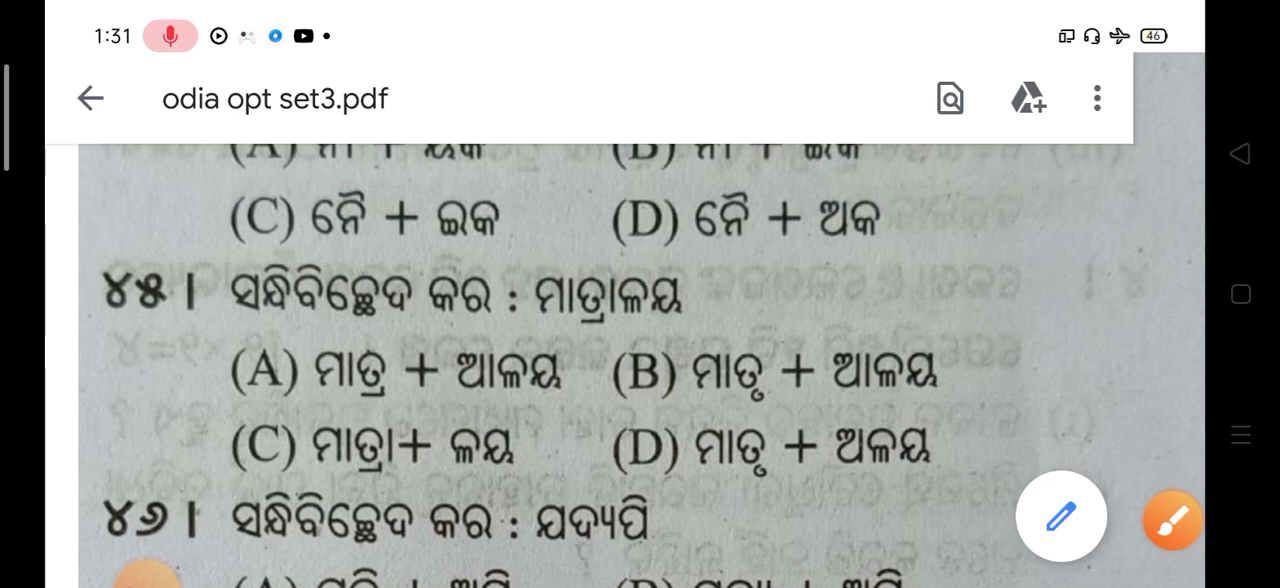 1:31 46
odia opt set3.pdf
(C) ନୈ + ଇକ (D) ନୈ + ଅକ
୪୫। ସନ୍ଧିବିଚ୍ଛେଦ କର : ମାତ୍ରାଳୟ
(A) ମାତ୍ର + ଆଳୟ (B) ମାତୃ + ଆଳୟ
(C) ମାତ୍ରା+ ଳୟ (D) ମାତୃ + ଅଳୟ
୪୬। ସନ୍ଧିବିଚ୍ଛେଦ କର : ଯଦ୍ୟପି